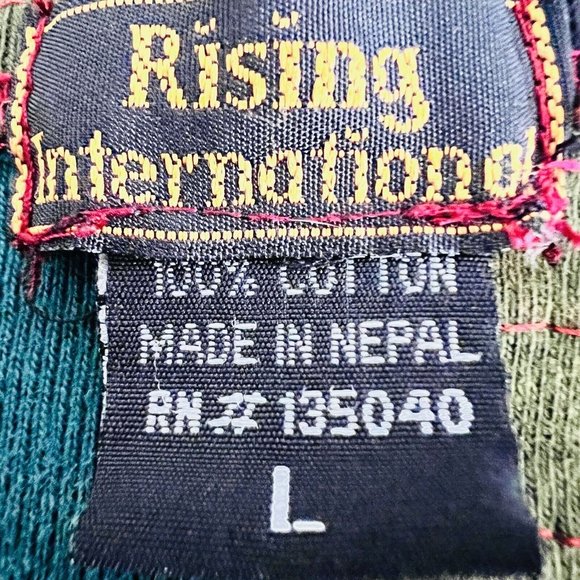 Rising
International
100% COTTON
MADE IN NEPAL
RN# 135040
L